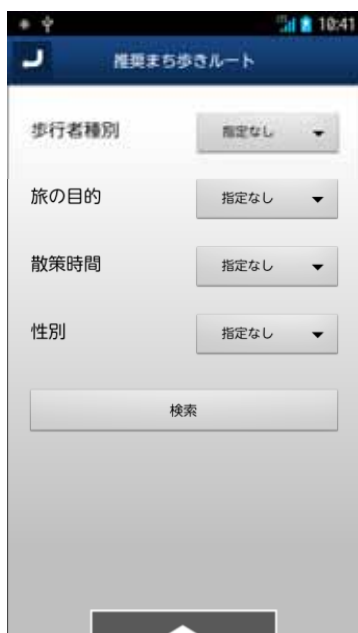 10:41
推奨まち歩きルート
歩行者種別 指定なし
旅の目的 指定なし
散策時間 指定なし
性別 指定なし
検索